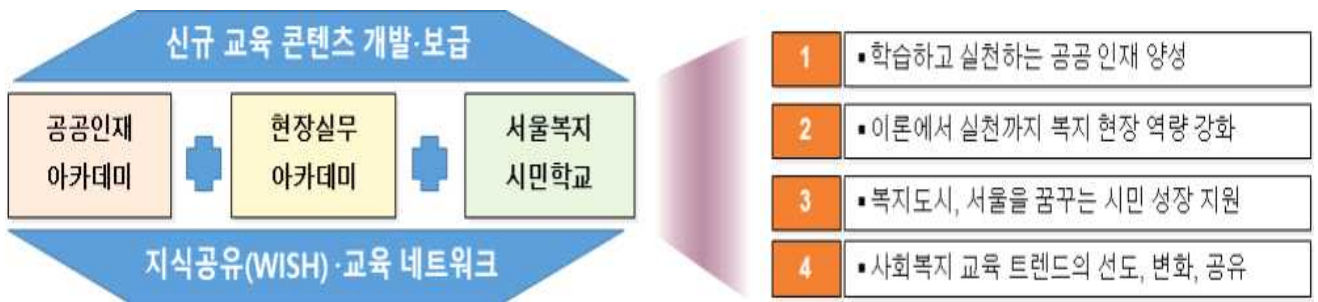 신규 교육 콘텐츠 개발·보급
공공인재
아카데미
현장실무
아카데미
서울복지
시민학교
지식공유(WISH)·교육 네트워크
1 ▪학습하고 실천하는 공공 인재 양성
2 ▪이론에서 실천까지 복지 현장 역량 강화
3 ▪복지도시, 서울을 꿈꾸는 시민 성장 지원
4 ▪사회복지 교육 트렌드의 선도, 변화, 공유